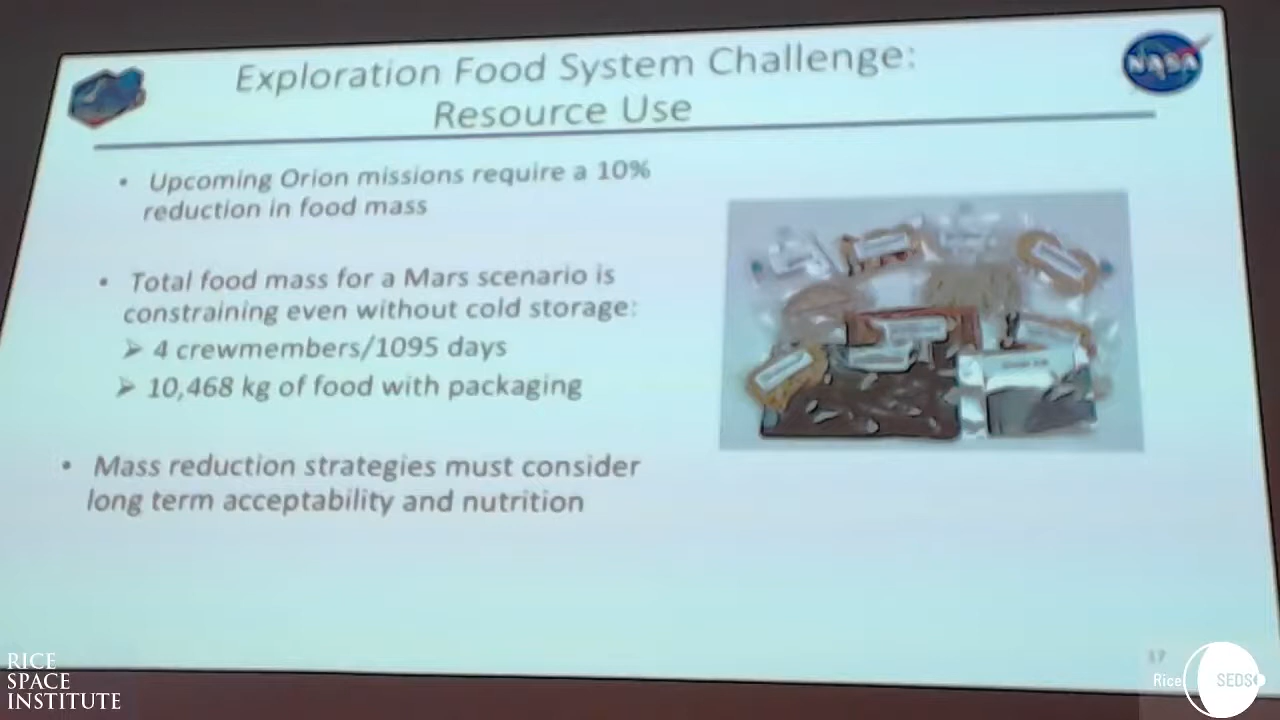 Exploration Food System Challenge:
Resource Use
NASA
• Upcoming Orion missions require a 10%
reduction in food mass
• Total food mass for a Mars scenario is
constraining even without cold storage:
➢ 4 crewmembers/1095 days
➢ 10,468 kg of food with packaging
• Mass reduction strategies must consider
long term acceptability and nutrition
17
RICE
SPACE
INSTITUTE
Rice SEDS